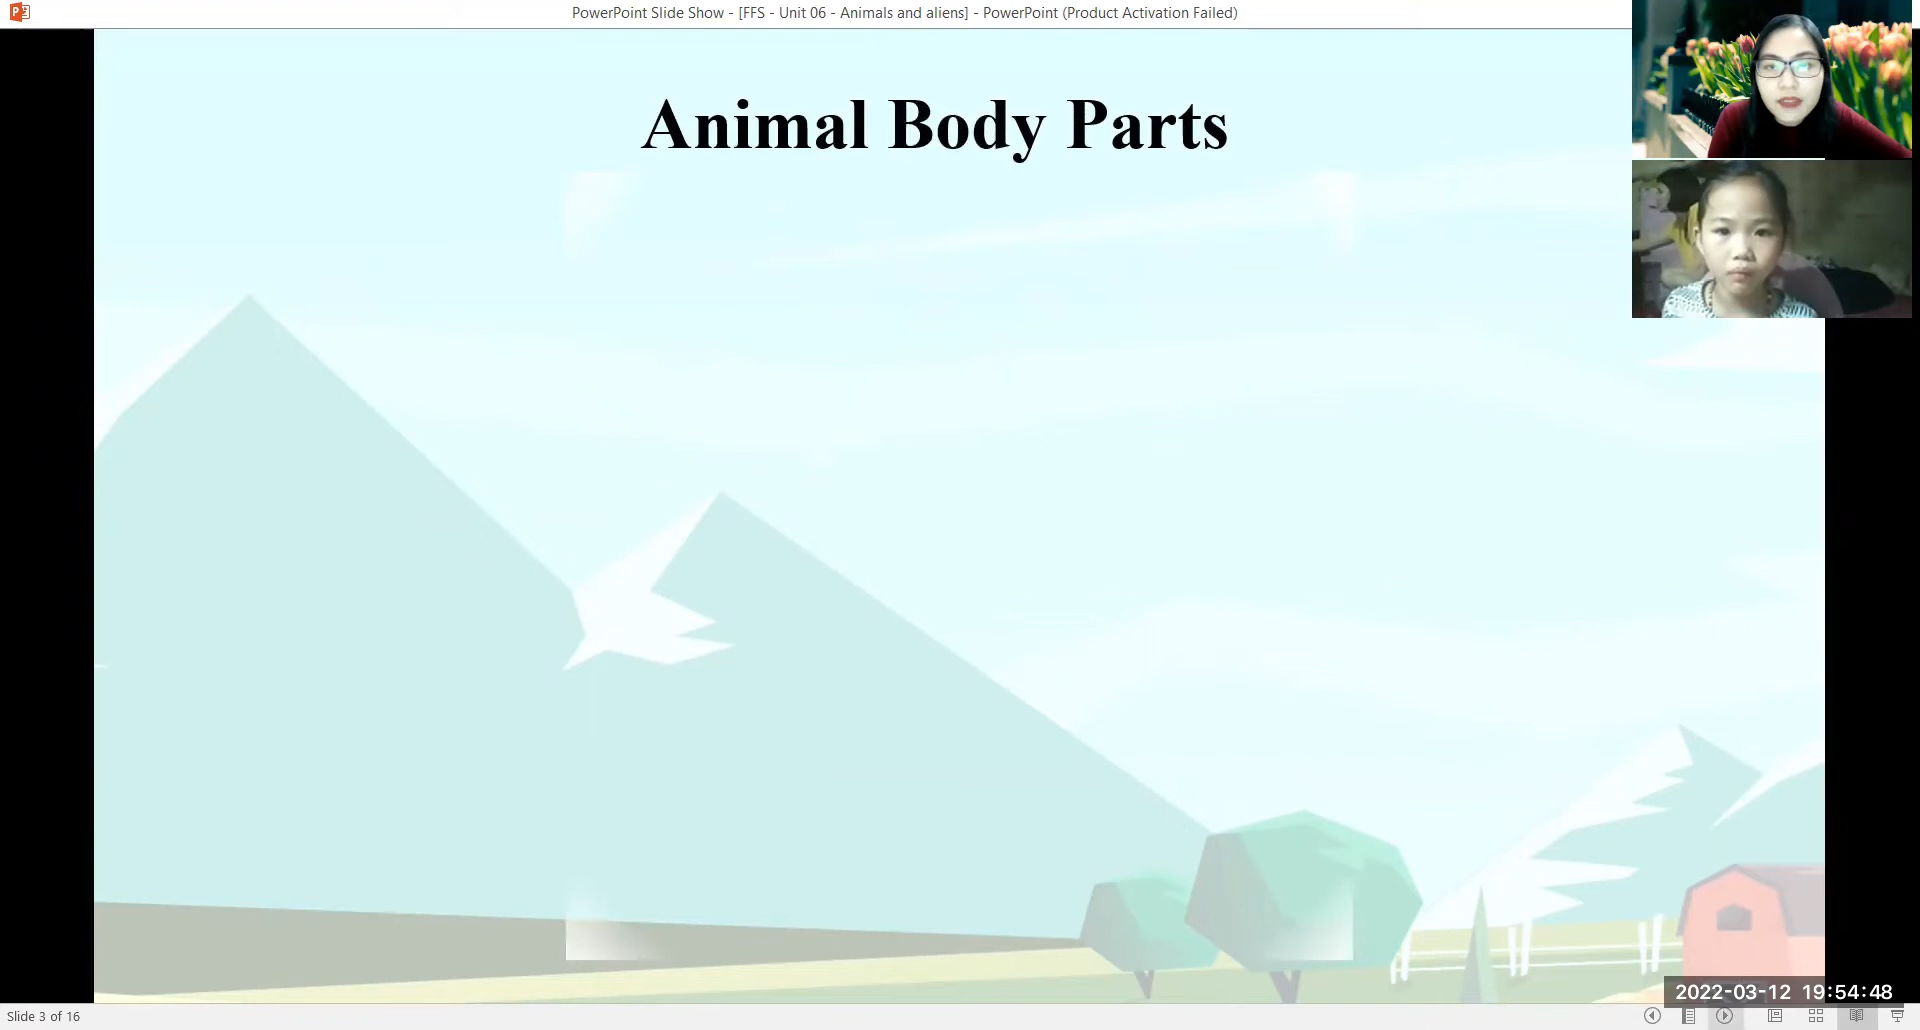 PowerPoint Slide Show - [FFS - Unit 06 - Animals and aliens] - PowerPoint (Product Activation Failed)
Animal Body Parts
2022-03-12 19:54:48
Slide 3 of 16